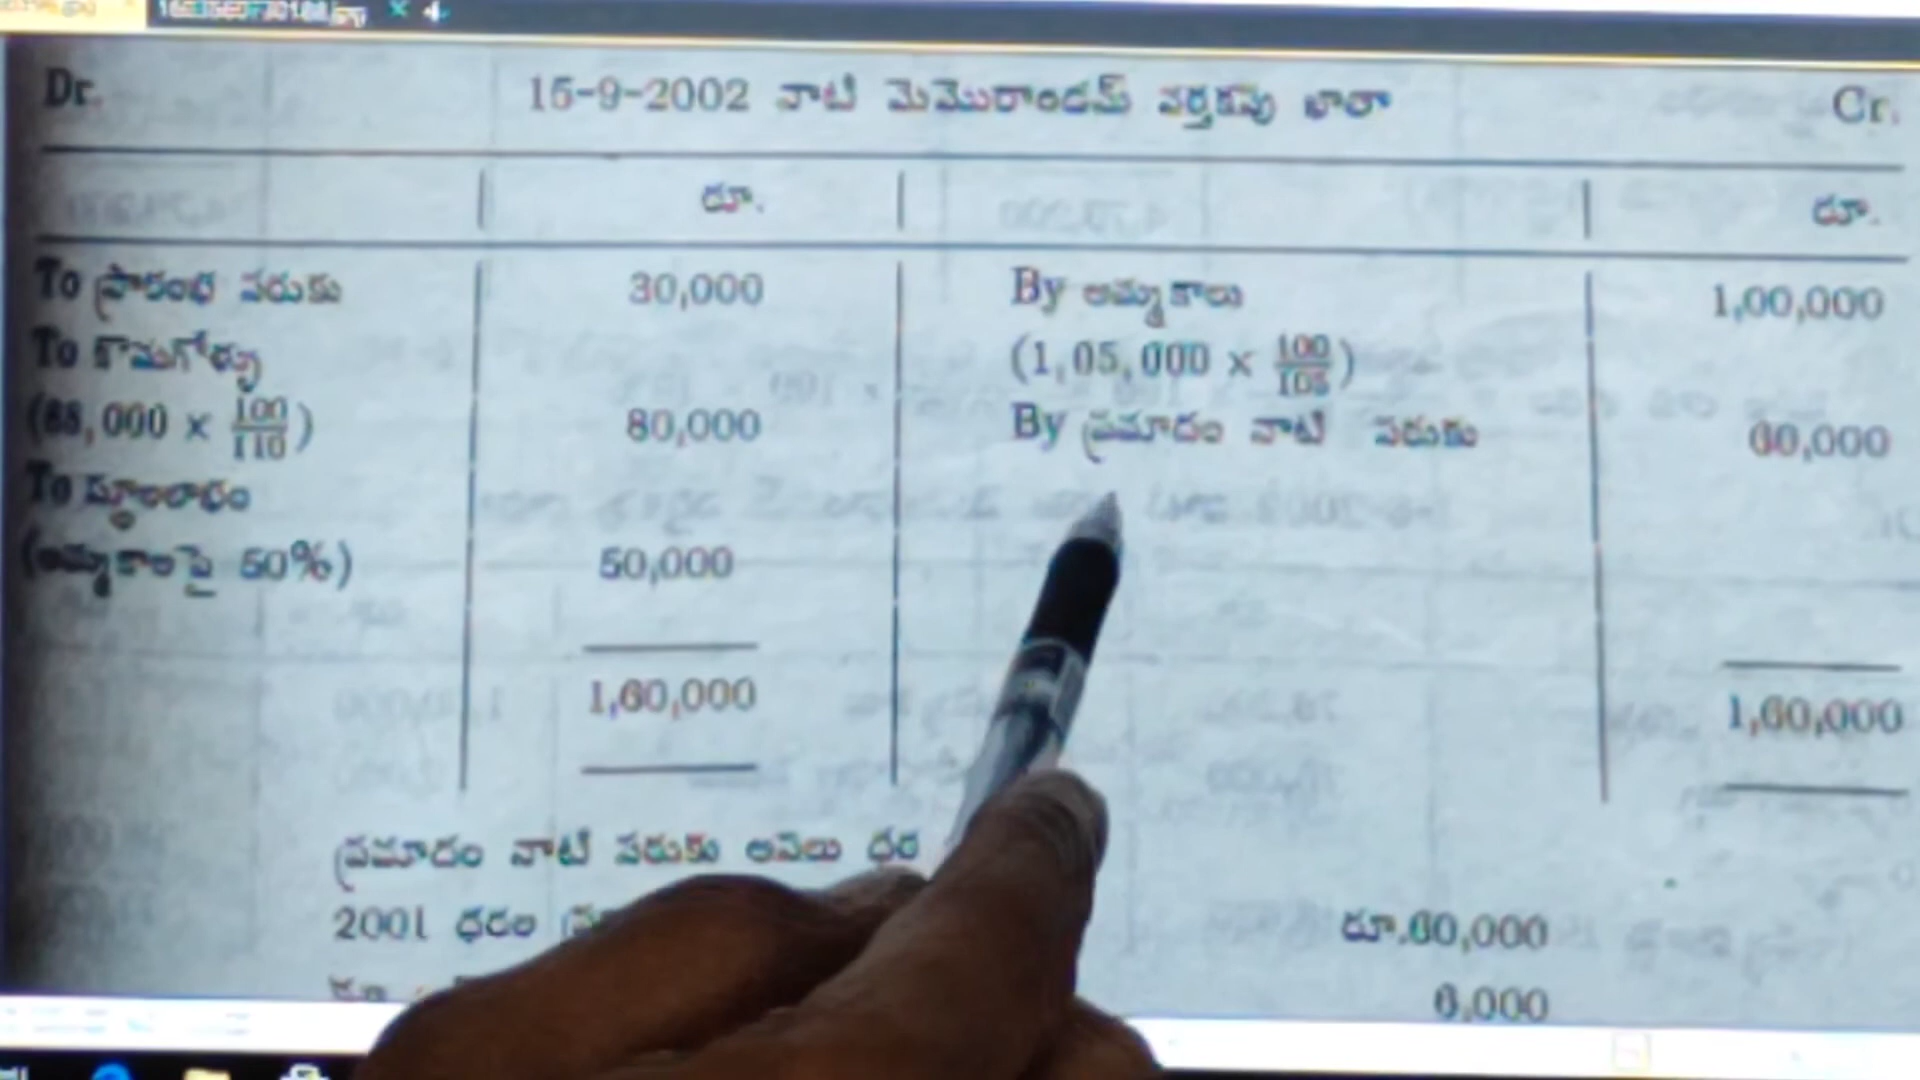 Dr. 15-9-2002 నాటి మెమొరాండమ్ వర్తకపు ఖాతా Cr.
రూ. రూ.
To ప్రారంభ సరుకు 30,000 By అమ్మకాలు 1,00,000
To కొనుగోళ్ళు (1,05,000 × 100/105)
(88,000 × 100/110) 80,000 By ప్రమాదం నాటి సరుకు 60,000
To స్థూలలాభం
(అమ్మకాలపై 50%) 50,000
1,60,000 1,60,000
ప్రమాదం నాటి సరుకు అసలు ధర
2001 ధరల రూ.60,000
6,000